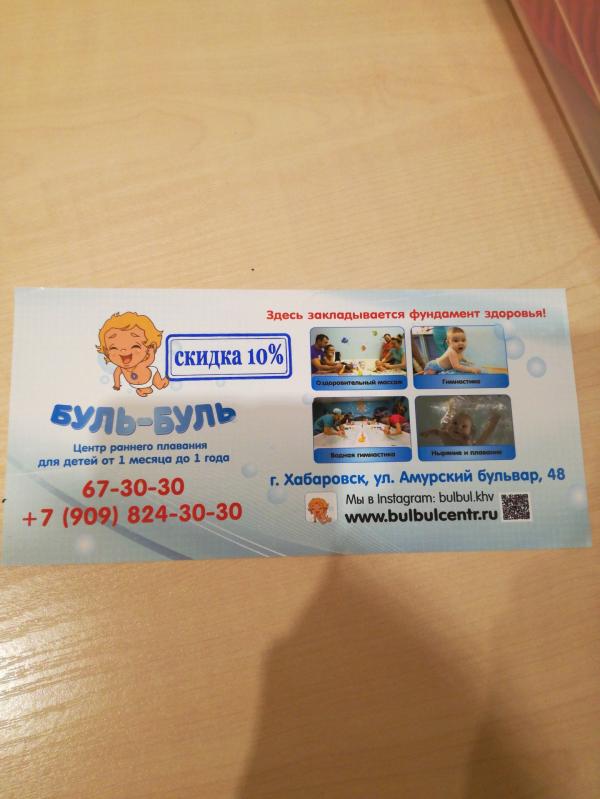 СКИДКА 10%
БУЛЬ-БУЛЬ
Центр раннего плавания
для детей от 1 месяца до 1 года
67-30-30
+7 (909) 824-30-30
Здесь закладывается фундамент здоровья!
Оздоровительный массаж
Гимнастика
Водная гимнастика
Ныряние и плавание
г. Хабаровск, ул. Амурский бульвар, 48
Мы в Instagram: bulbul.khv
www.bulbulcentr.ru